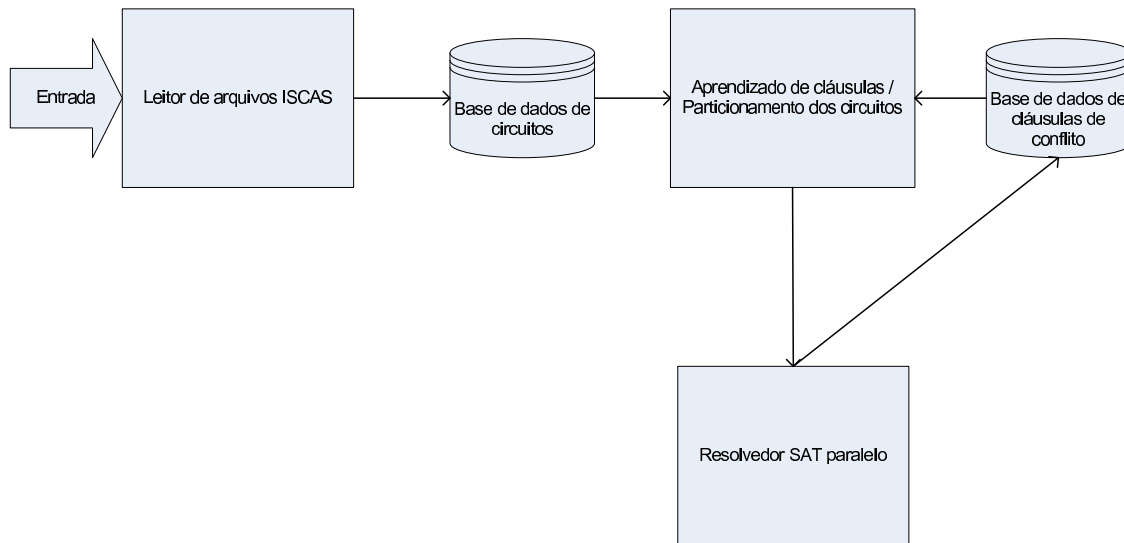 Entrada
Leitor de arquivos ISCAS
Base de dados de
circuitos
Aprendizado de cláusulas /
Particionamento dos circuitos
Base de dados de
cláusulas de
conflito
Resolvedor SAT paralelo